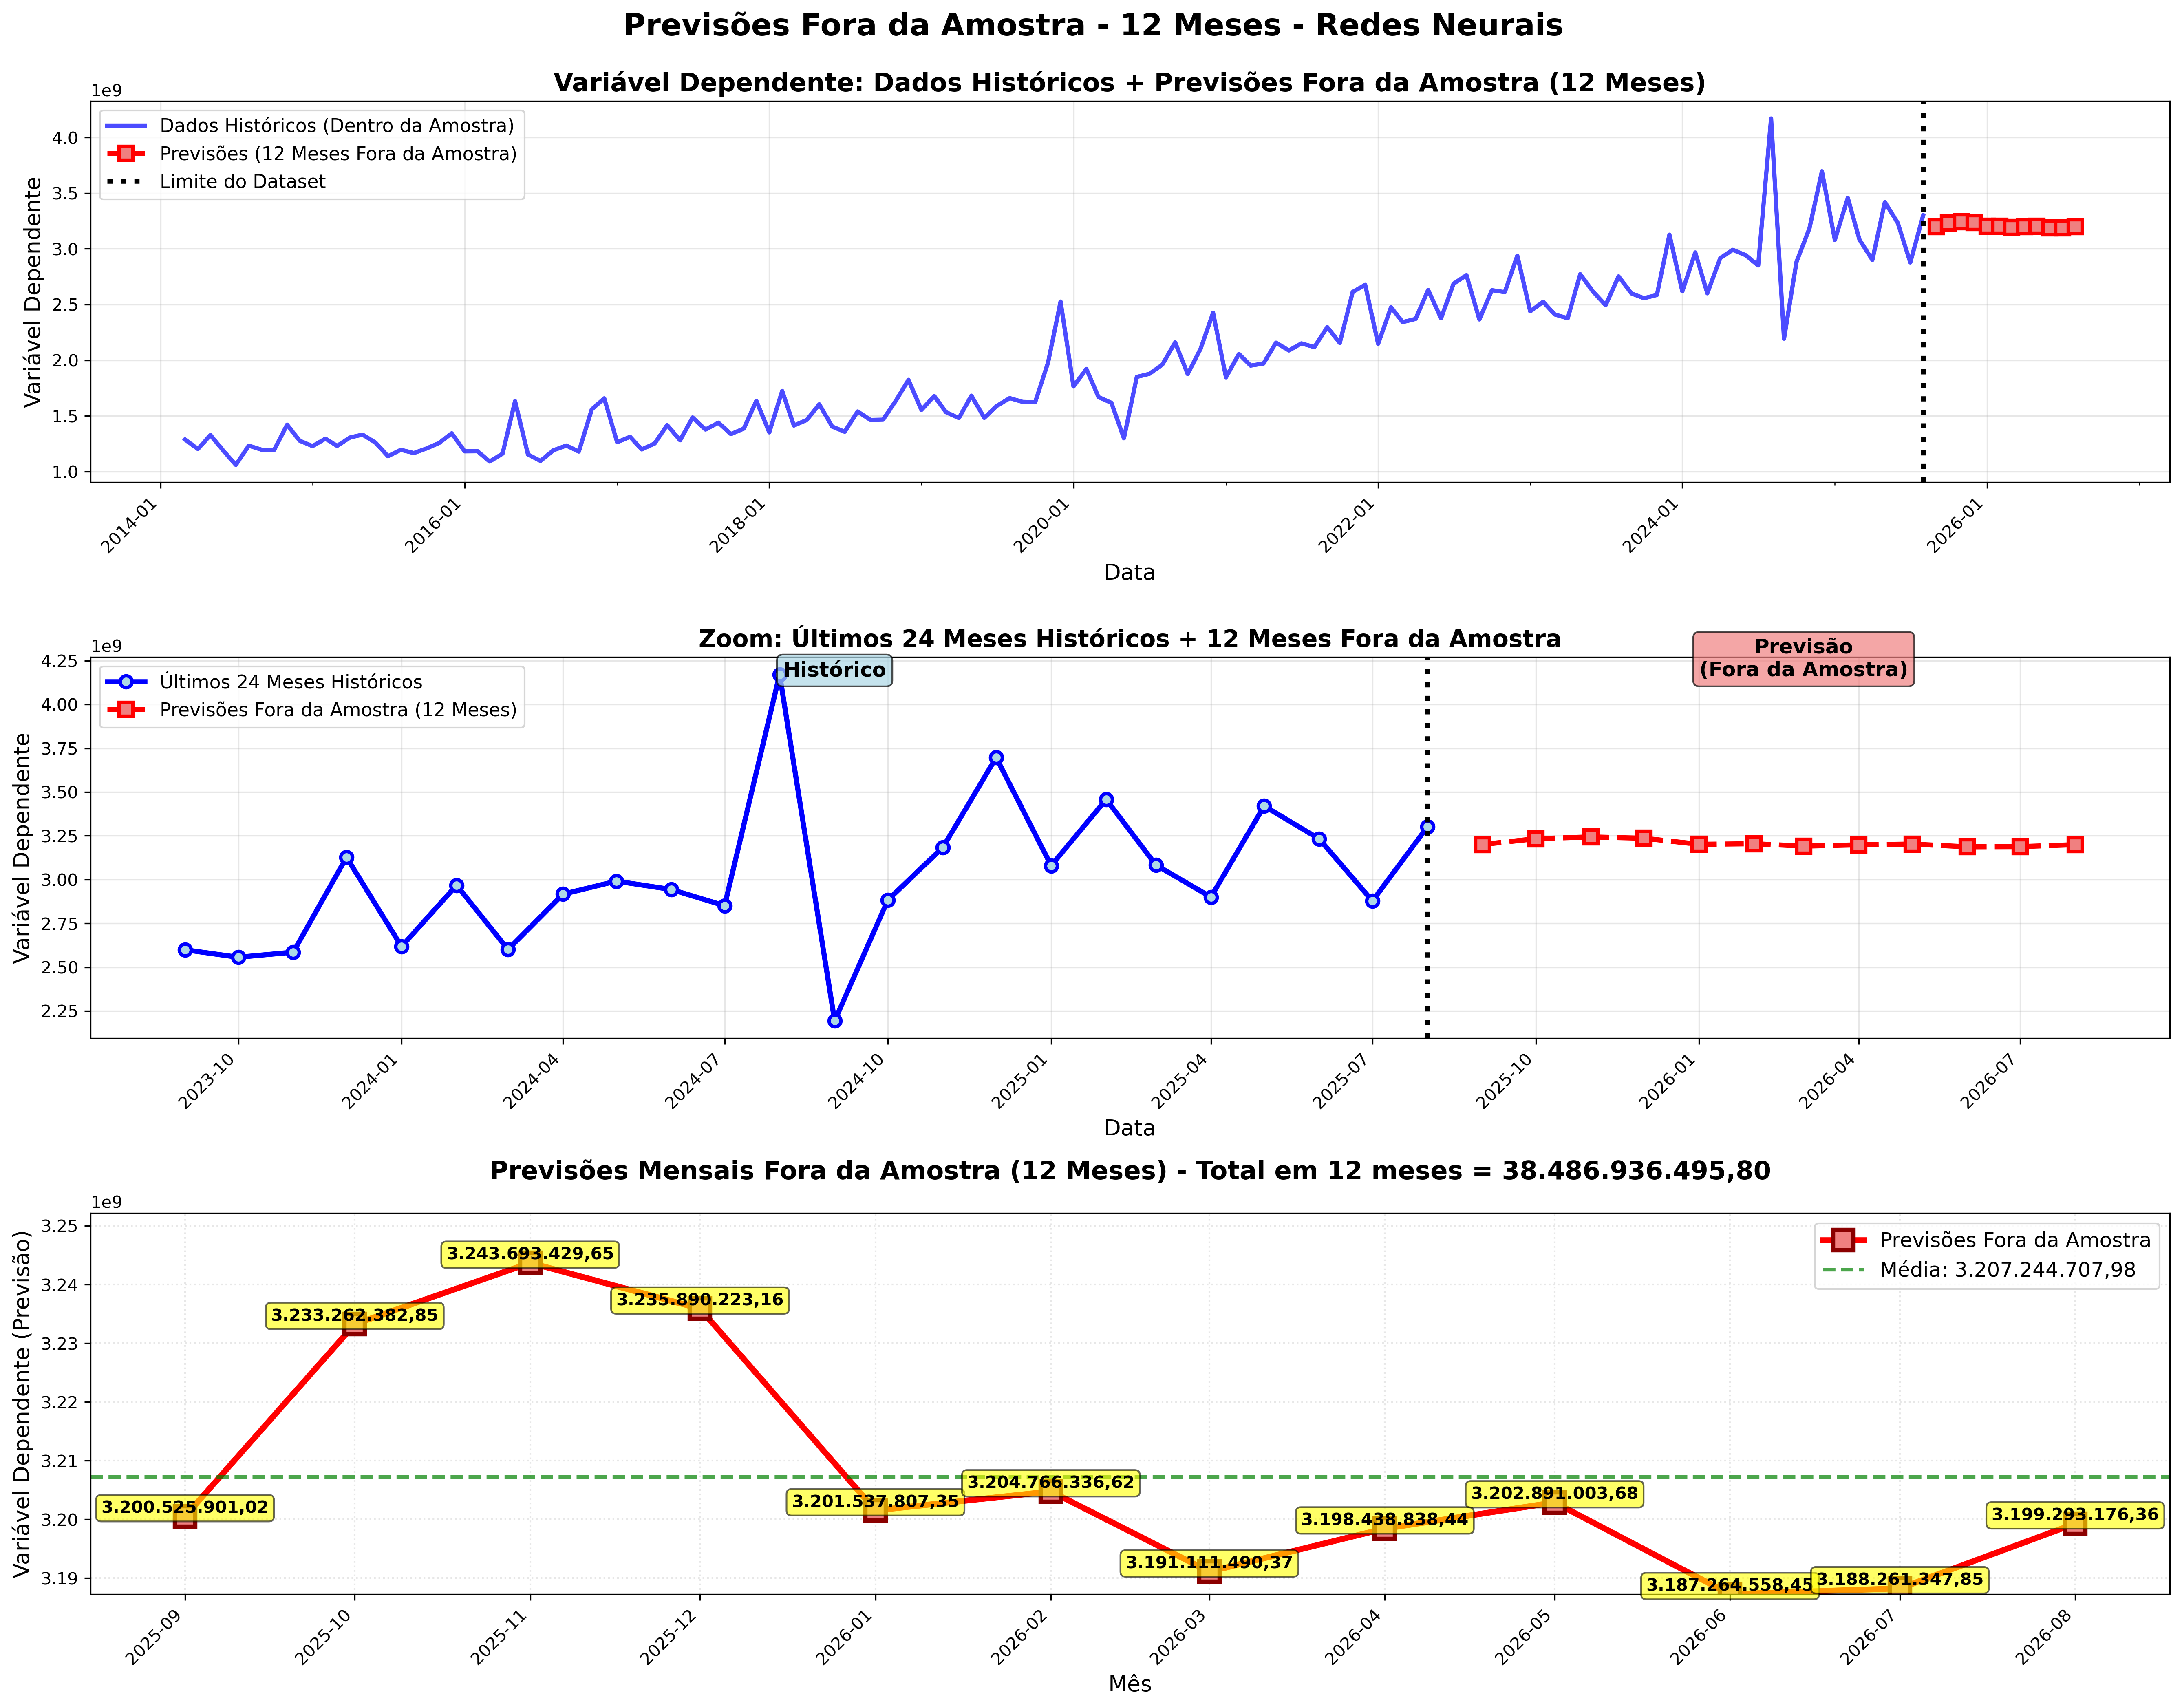 Previsões Fora da Amostra - 12 Meses - Redes Neurais
Variável Dependente: Dados Históricos + Previsões Fora da Amostra (12 Meses)
1e9
Dados Históricos (Dentro da Amostra)
Previsões (12 Meses Fora da Amostra)
Limite do Dataset
4.0
3.5
3.0
2.5
2.0
1.5
1.0
Variável Dependente
2014-01
2016-01
2018-01
2020-01
2022-01
2024-01
2026-01
Data
Zoom: Últimos 24 Meses Históricos + 12 Meses Fora da Amostra
1e9
Últimos 24 Meses Históricos
Previsões Fora da Amostra (12 Meses)
Histórico
Previsão
(Fora da Amostra)
4.25
4.00
3.75
3.50
3.25
3.00
2.75
2.50
2.25
Variável Dependente
2023-10
2024-01
2024-04
2024-07
2024-10
2025-01
2025-04
2025-07
2025-10
2026-01
2026-04
2026-07
Data
Previsões Mensais Fora da Amostra (12 Meses) - Total em 12 meses = 38.486.936.495,80
1e9
Previsões Fora da Amostra
Média: 3.207.244.707,98
3.25
3.24
3.23
3.22
3.21
3.20
3.19
Variável Dependente (Previsão)
3.200.525.901,02
3.233.262.382,85
3.243.693.429,65
3.235.890.223,16
3.201.537.807,35
3.204.766.336,62
3.191.111.490,37
3.198.438.838,44
3.202.891.003,68
3.187.264.558,45
3.188.261.347,85
3.199.293.176,36
2025-09
2025-10
2025-11
2025-12
2026-01
2026-02
2026-03
2026-04
2026-05
2026-06
2026-07
2026-08
Mês